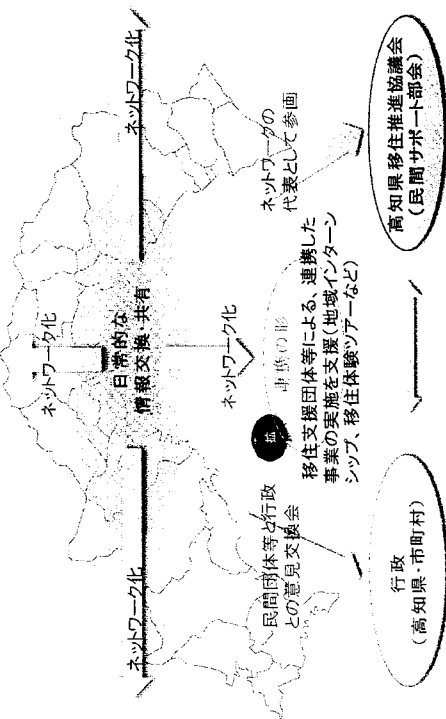 ネットワーク化
ネットワーク化
ネットワーク化
日常的な
情報交換・共有
ネットワーク化
ネットワークの
代表として参画
民間団体等と行政
との意見交換会
拡
移住支援団体等による、連携した
事業の実施を支援(地域インターン
シップ、移住体験ツアーなど)
行政
(高知県・市町村)
高知県移住推進協議会
(民間サポート部会)